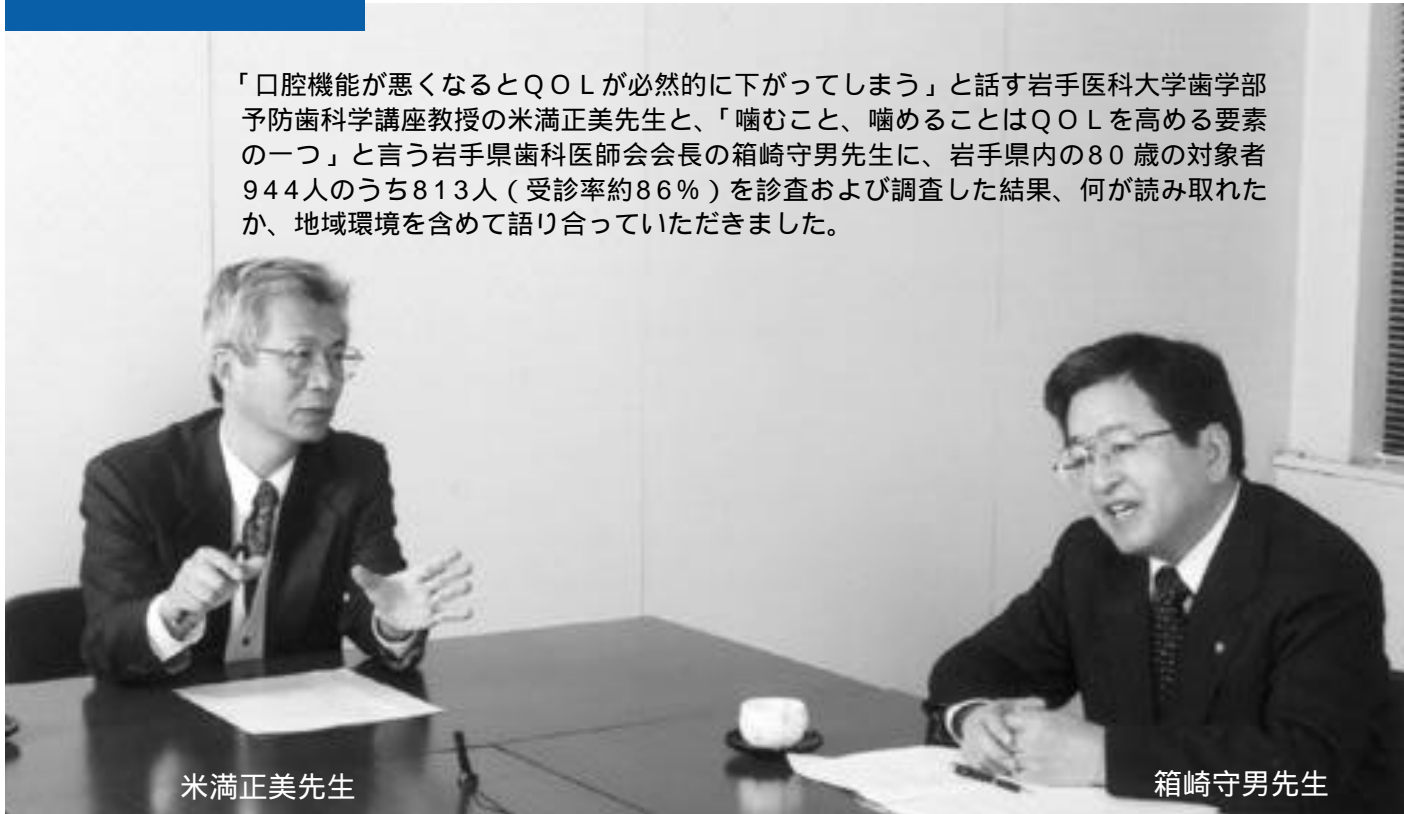 「口腔機能が悪くなるとＱＯＬが必然的に下がってしまう」と話す岩手医科大学歯学部
予防歯科学講座教授の米満正美先生と、「噛むこと、噛めることはＱＯＬを高める要素
の一つ」と言う岩手県歯科医師会会長の箱崎守男先生に、岩手県内の８０歳の対象者
９４４人のうち８１３人（受診率約８６％）を診査および調査した結果、何が読み取れた
か、地域環境を含めて語り合っていただきました。
米満正美先生
箱崎守男先生